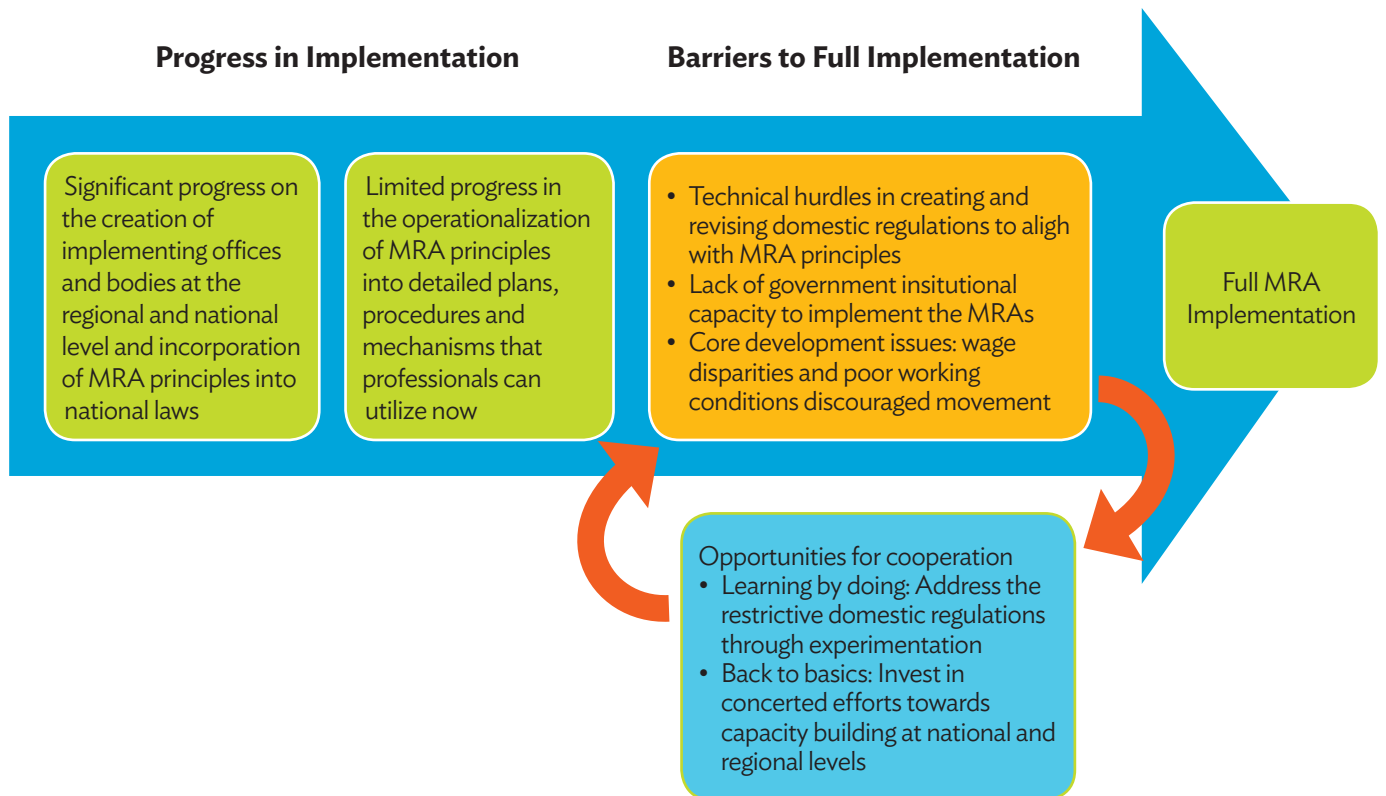 Progress in Implementation
Barriers to Full Implementation
Significant progress on
the creation of
implementing offices
and bodies at the
regional and national
level and incorporation
of MRA principles into
national laws
Limited progress in
the operationalization
of MRA principles
into detailed plans,
procedures and
mechanisms that
professionals can
utilize now
• Technical hurdles in creating and
revising domestic regulations to align
with MRA principles
• Lack of government insitutional
capacity to implement the MRAs
• Core development issues: wage
disparities and poor working
conditions discouraged movement
Full MRA
Implementation
Opportunities for cooperation
• Learning by doing: Address the
restrictive domestic regulations
through experimentation
• Back to basics: Invest in
concerted efforts towards
capacity building at national and
regional levels